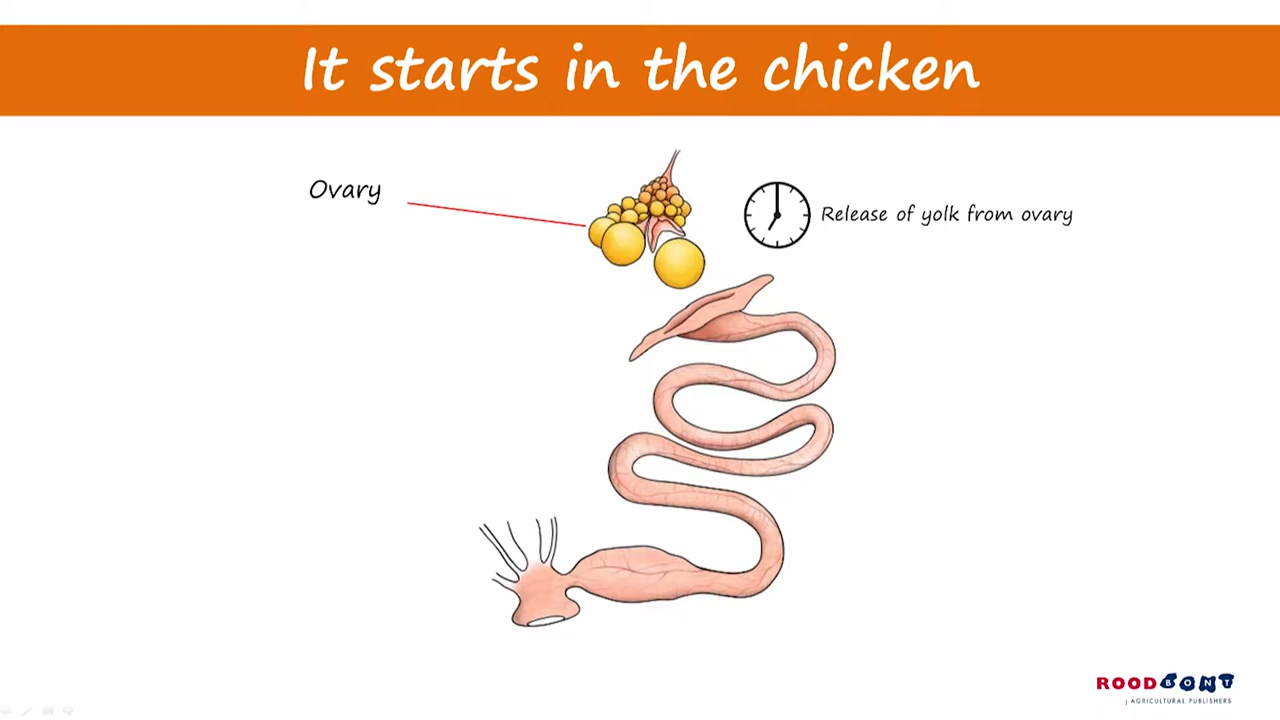 It starts in the chicken
Ovary
Release of yolk from ovary
ROODBONT
| AGRICULTURAL PUBLISHERS